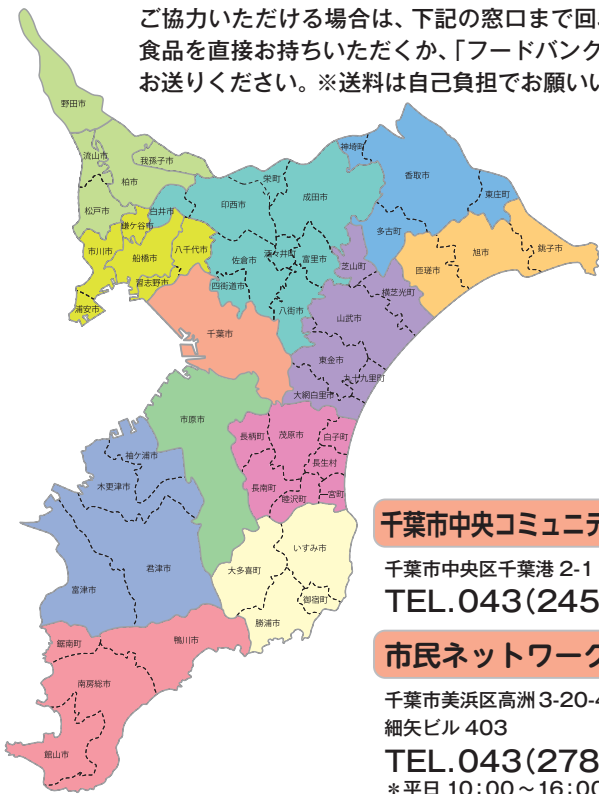 ご協力いただける場合は、下記の窓口まで回
食品を直接お持ちいただくか、「フードバンク
お送りください。※送料は自己負担でお願いい
野田市
流山市
我孫子市
柏市
松戸市
神崎町
香取市
東庄町
栄町
成田市
印西市
白井市
鎌ケ谷市
多古町
市川市
船橋市
八千代市
佐倉市
酒々井町
富里市
芝山町
匝瑳市
旭市
銚子市
習志野市
四街道市
横芝光町
浦安市
八街市
山武市
千葉市
東金市
九十九里町
大網白里市
市原市
長柄町
茂原市
白子町
袖ケ浦市
長生村
木更津市
長南町
睦沢町
一宮町
いすみ市
君津市
大多喜町
富津市
御宿町
勝浦市
鋸南町
鴨川市
南房総市
館山市
千葉市中央コミュニテ
千葉市中央区千葉港 2-1
TEL.043(245
市民ネットワーク
千葉市美浜区高洲 3-20-4
細矢ビル 403
TEL.043(278
*平日 10:00～16:00